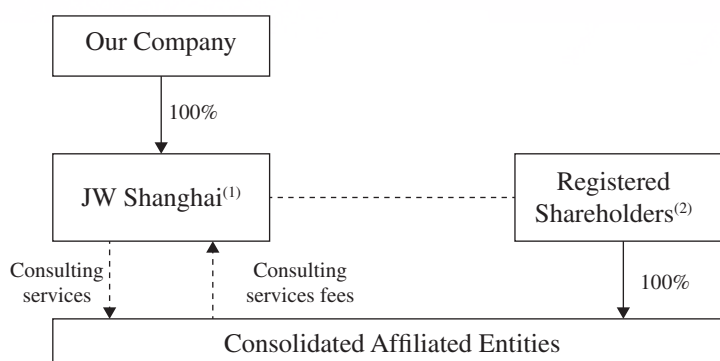 Our Company
100%
JW Shanghai(1)
Registered
Shareholders(2)
Consulting
services
Consulting
services fees
100%
Consolidated Affiliated Entities